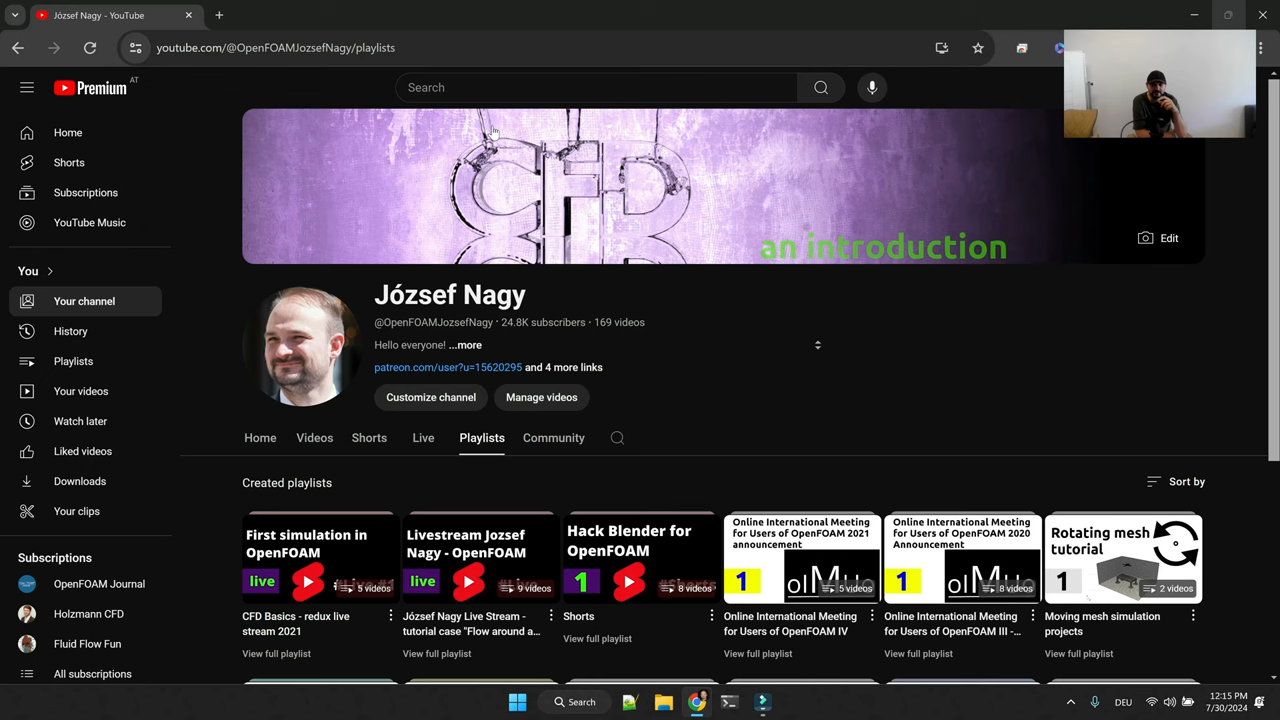 József Nagy - YouTube
youtube.com/@OpenFOAMJozsefNagy/playlists
Premium AT
Search
Home
Shorts
Subscriptions
YouTube Music
You
Your channel
History
Playlists
Your videos
Watch later
Liked videos
Downloads
Your clips
Subscriptions
OpenFOAM Journal
Holzmann CFD
Fluid Flow Fun
All subscriptions
CFD
an introduction
Edit
József Nagy
@OpenFOAMJozsefNagy · 24.8K subscribers · 169 videos
Hello everyone! ...more
patreon.com/user?u=15620295 and 4 more links
Customize channel
Manage videos
Home Videos Shorts Live Playlists Community
Created playlists
Sort by
First simulation in
OpenFOAM
live
5 videos
CFD Basics - redux live
stream 2021
View full playlist
Livestream Jozsef
Nagy - OpenFOAM
live
9 videos
József Nagy Live Stream -
tutorial case "Flow around a...
View full playlist
Hack Blender for
OpenFOAM
1
8 videos
Shorts
View full playlist
Online International Meeting
for Users of OpenFOAM 2021
announcement
1
5 videos
Online International Meeting
for Users of OpenFOAM IV
View full playlist
Online International Meeting
for Users of OpenFOAM 2020
Announcement
1
8 videos
Online International Meeting
for Users of OpenFOAM III -...
View full playlist
Rotating mesh
tutorial
1
2 videos
Moving mesh simulation
projects
View full playlist
Search
DEU
12:15 PM
7/30/2024